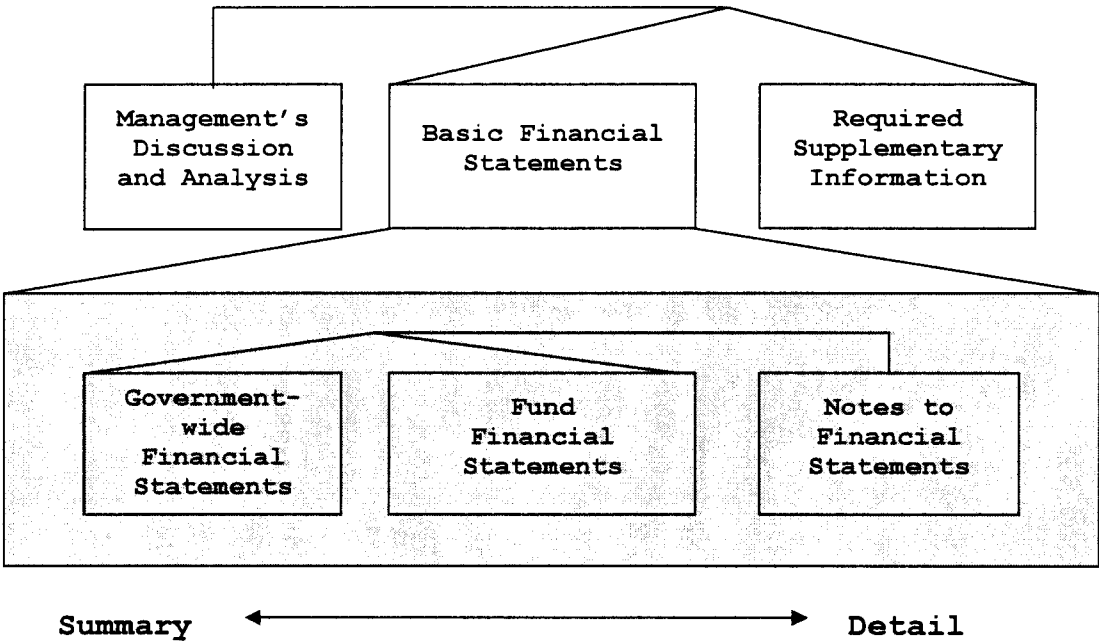 Management's
Discussion
and Analysis
Basic Financial
Statements
Required
Supplementary
Information
Government-
wide
Financial
Statements
Fund
Financial
Statements
Notes to
Financial
Statements
Summary
Detail